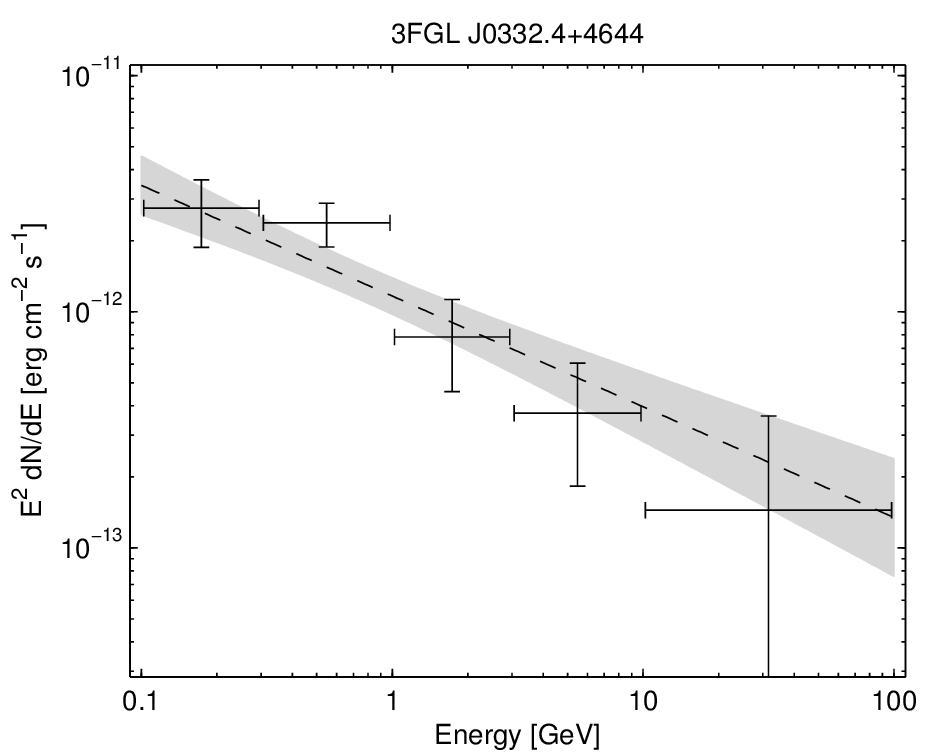 3FGL J0332.4+4644
10⁻¹¹
10⁻¹²
10⁻¹³
E² dN/dE [erg cm⁻² s⁻¹]
0.1 1 10 100
Energy [GeV]